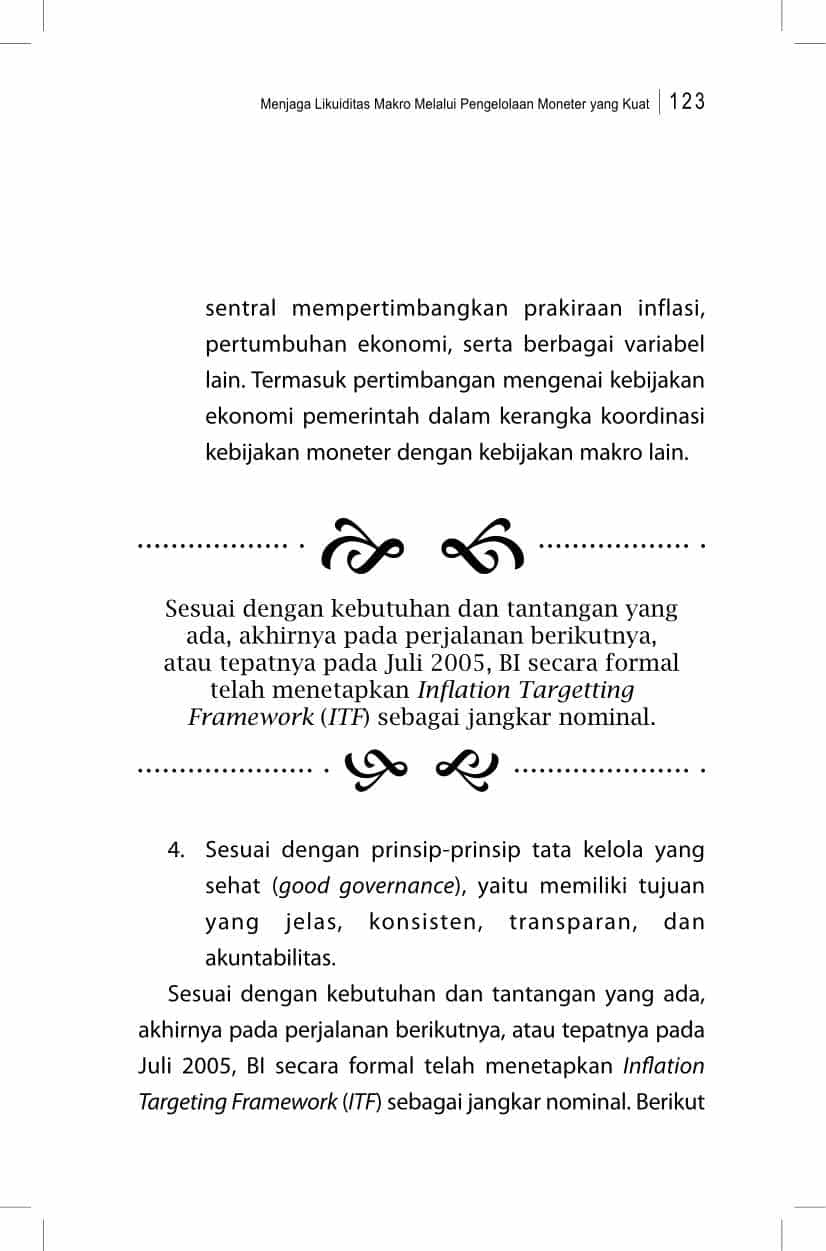 Menjaga Likuiditas Makro Melalui Pengelolaan Moneter yang Kuat | 123
sentral mempertimbangkan prakiraan inflasi,
pertumbuhan ekonomi, serta berbagai variabel
lain. Termasuk pertimbangan mengenai kebijakan
ekonomi pemerintah dalam kerangka koordinasi
kebijakan moneter dengan kebijakan makro lain.
Sesuai dengan kebutuhan dan tantangan yang
ada, akhirnya pada perjalanan berikutnya,
atau tepatnya pada Juli 2005, BI secara formal
telah menetapkan Inflation Targetting
Framework (ITF) sebagai jangkar nominal.
4. Sesuai dengan prinsip-prinsip tata kelola yang
sehat (good governance), yaitu memiliki tujuan
yang jelas, konsisten, transparan, dan
akuntabilitas.
Sesuai dengan kebutuhan dan tantangan yang ada,
akhirnya pada perjalanan berikutnya, atau tepatnya pada
Juli 2005, BI secara formal telah menetapkan Inflation
Targeting Framework (ITF) sebagai jangkar nominal. Berikut